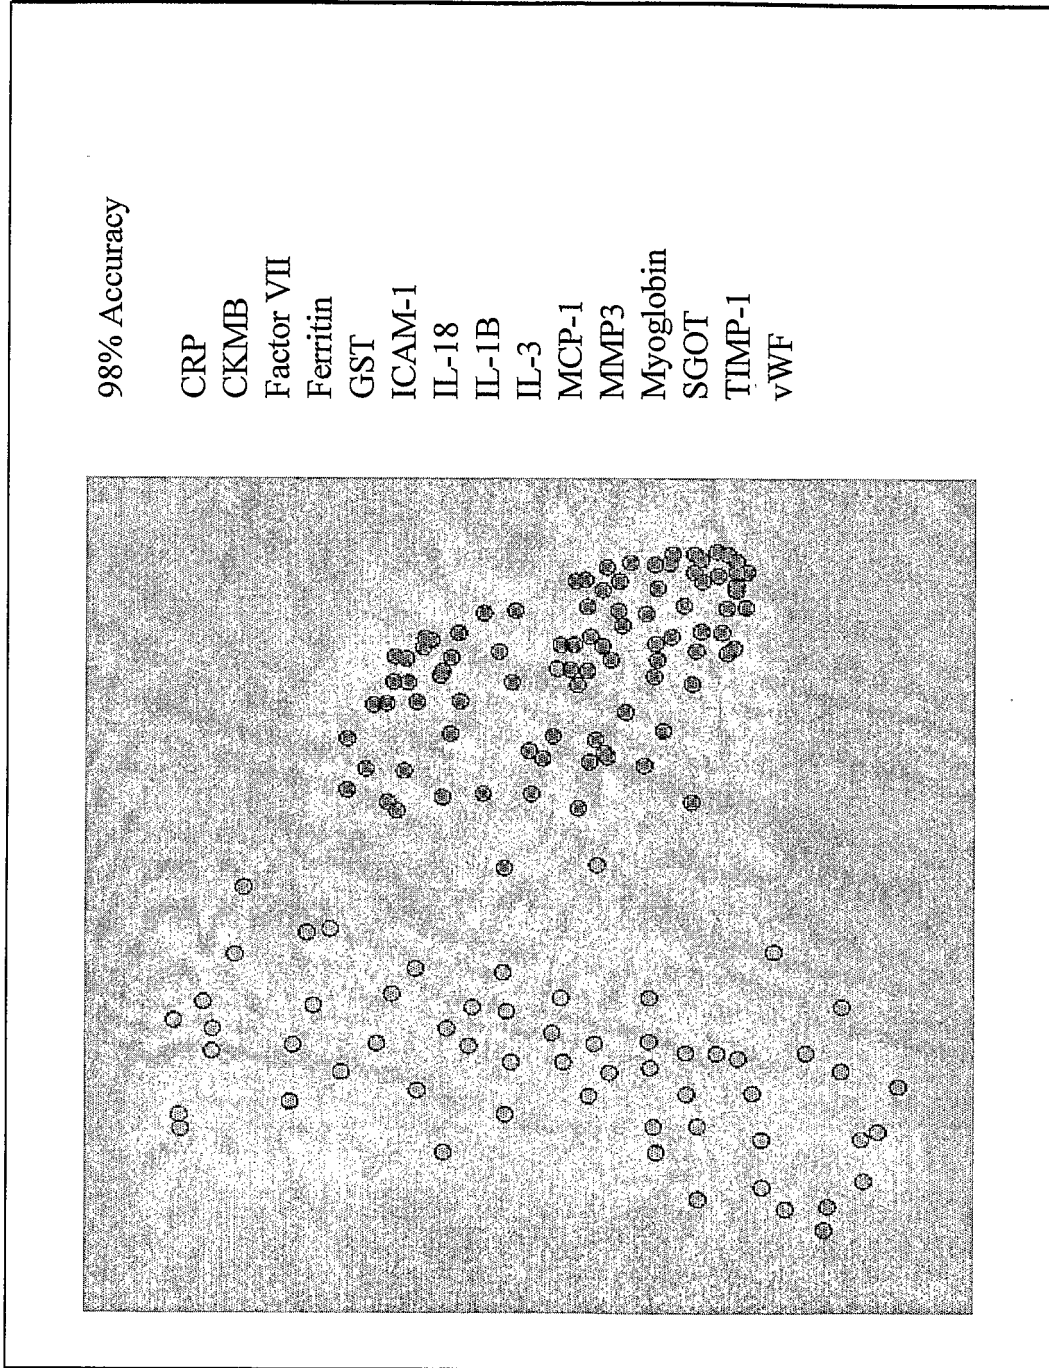 98% Accuracy
CRP
CKMB
Factor VII
Ferritin
GST
ICAM-1
IL-18
IL-1B
IL-3
MCP-1
MMP3
Myoglobin
SGOT
TIMP-1
vWF